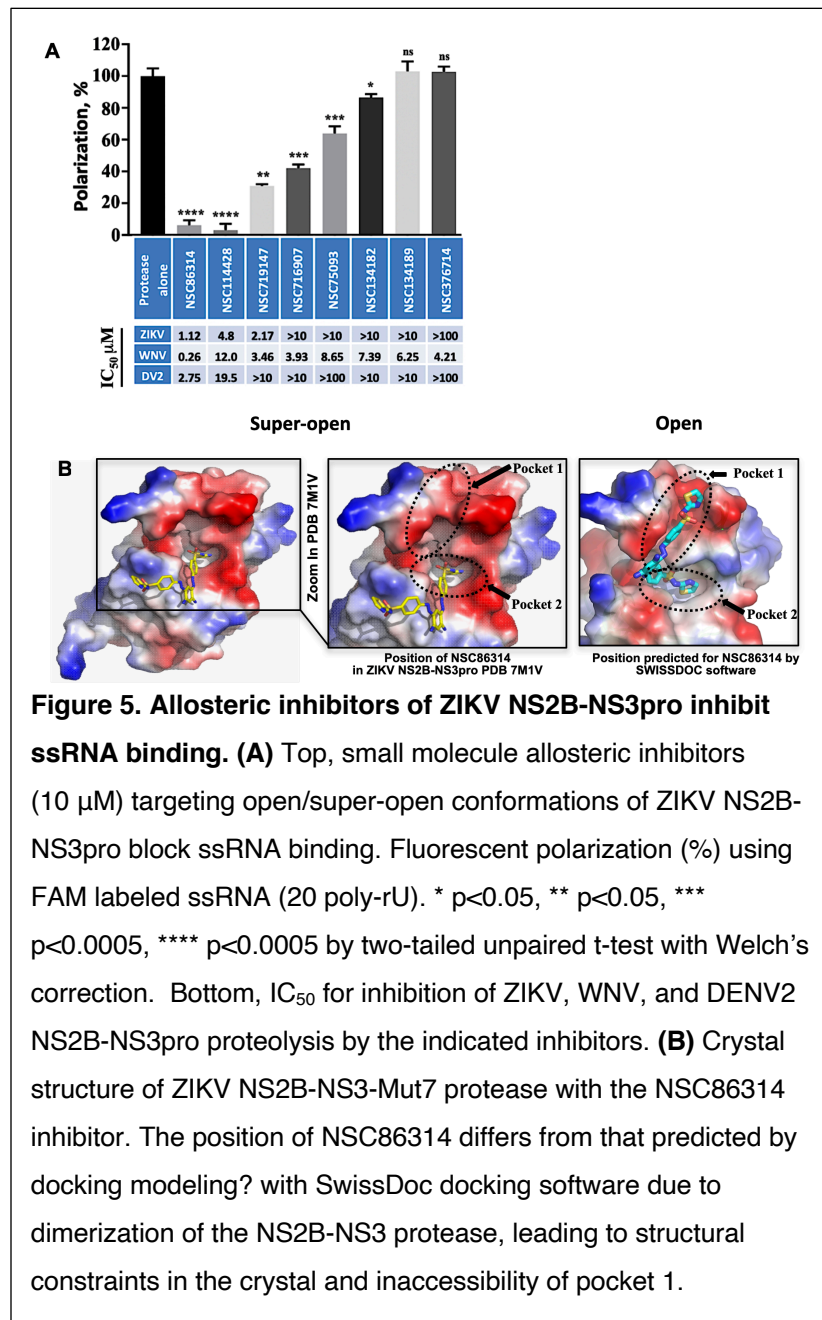 A
Polarization, %
120
100
80
60
40
20
0
**** **** ** *** *** * ns ns
Protease alone NSC86314 NSC114428 NSC719147 NSC716907 NSC75093 NSC134182 NSC134189 NSC376714
IC50 µM
ZIKV 1.12 4.8 2.17 >10 >10 >10 >10 >100
WNV 0.26 12.0 3.46 3.93 8.65 7.39 6.25 4.21
DV2 2.75 19.5 >10 >10 >100 >10 >10 >100
Super-open Open
B
Zoom In PDB 7M1V
Pocket 1
Pocket 2
Pocket 1
Pocket 2
Position of NSC86314
in ZIKV NS2B-NS3pro PDB 7M1V
Position predicted for NSC86314 by
SWISSDOC software
Figure 5. Allosteric inhibitors of ZIKV NS2B-NS3pro inhibit
ssRNA binding. (A) Top, small molecule allosteric inhibitors
(10 µM) targeting open/super-open conformations of ZIKV NS2B-
NS3pro block ssRNA binding. Fluorescent polarization (%) using
FAM labeled ssRNA (20 poly-rU). * p<0.05, ** p<0.05, ***
p<0.0005, **** p<0.0005 by two-tailed unpaired t-test with Welch's
correction. Bottom, IC50 for inhibition of ZIKV, WNV, and DENV2
NS2B-NS3pro proteolysis by the indicated inhibitors. (B) Crystal
structure of ZIKV NS2B-NS3-Mut7 protease with the NSC86314
inhibitor. The position of NSC86314 differs from that predicted by
docking modeling? with SwissDoc docking software due to
dimerization of the NS2B-NS3 protease, leading to structural
constraints in the crystal and inaccessibility of pocket 1.